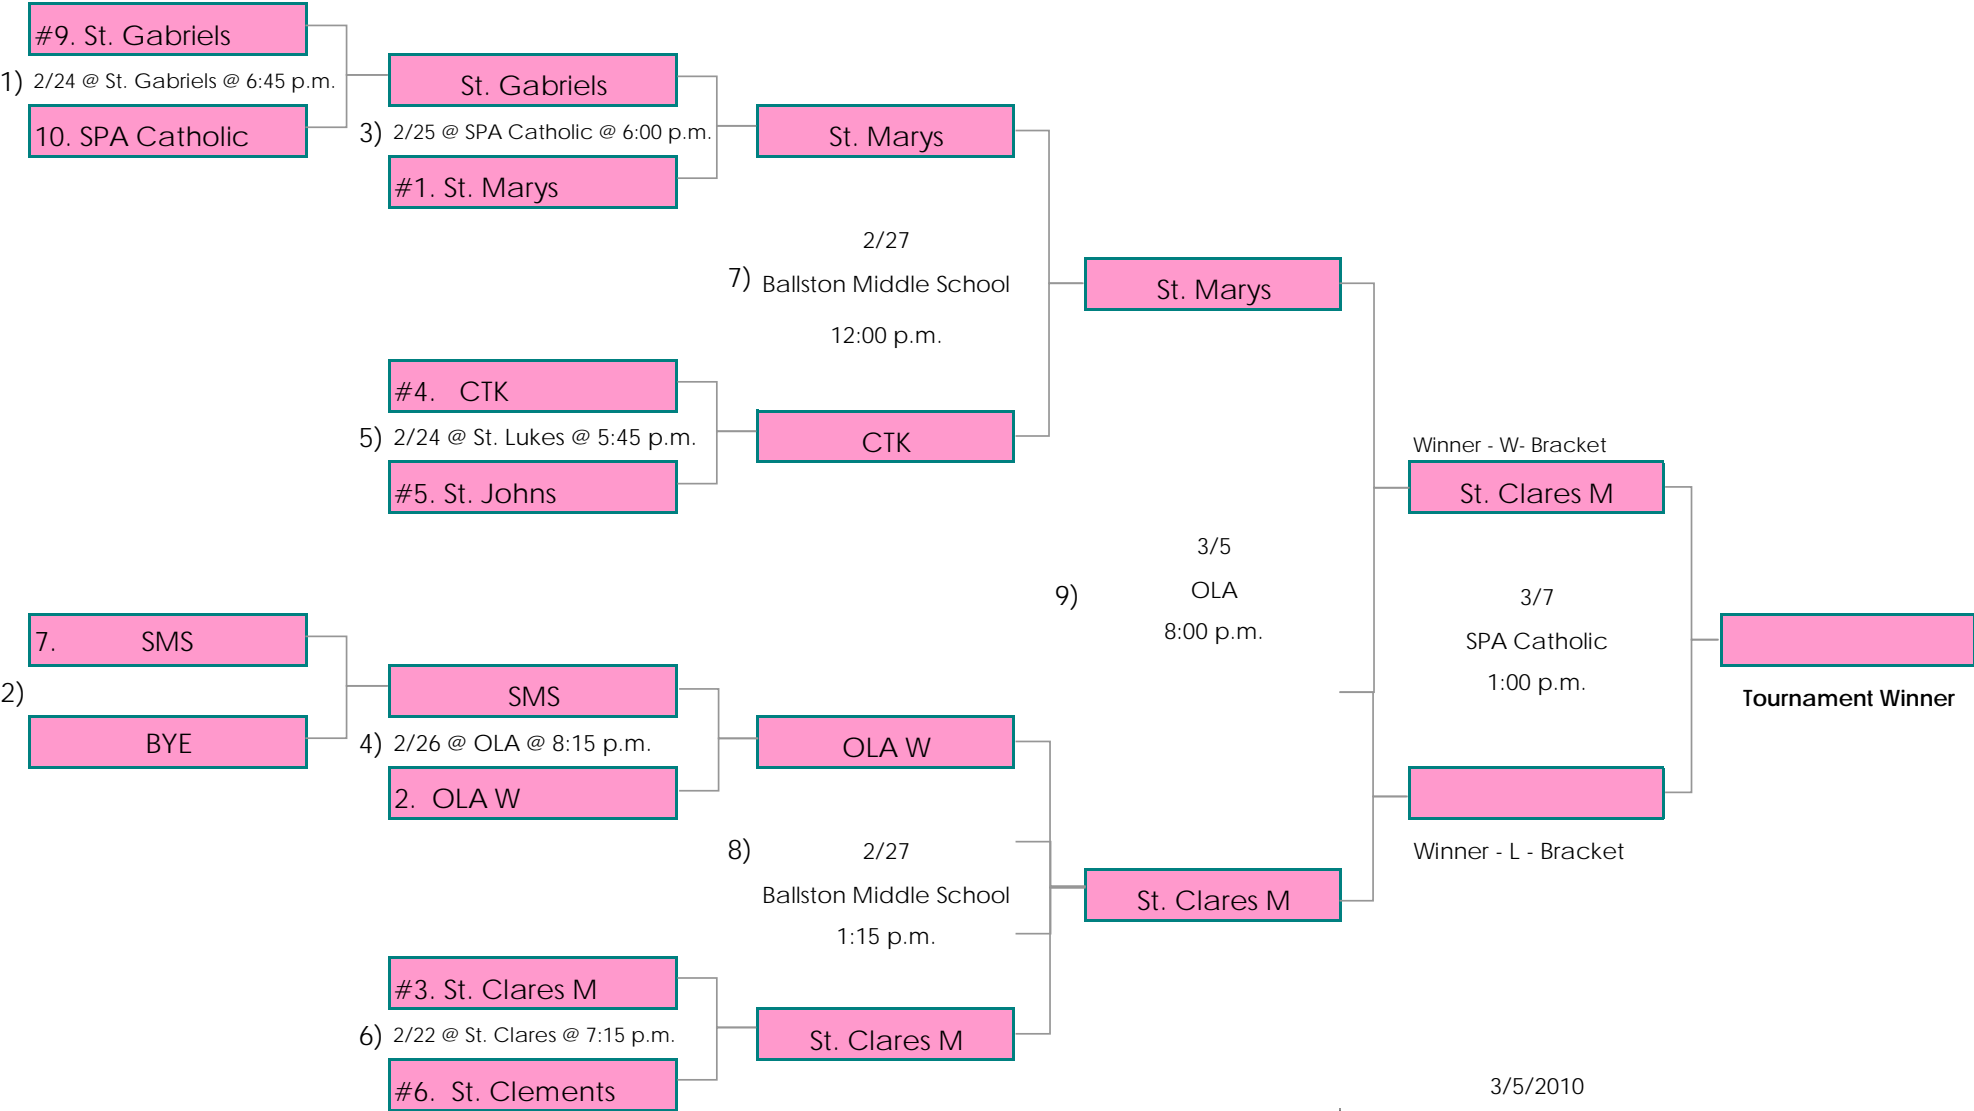 #9. St. Gabriels
1) 2/24 @ St. Gabriels @ 6:45 p.m.
10. SPA Catholic
St. Gabriels
3) 2/25 @ SPA Catholic @ 6:00 p.m.
#1. St. Marys
St. Marys
2/27
7) Ballston Middle School
12:00 p.m.
St. Marys
#4. CTK
5) 2/24 @ St. Lukes @ 5:45 p.m.
#5. St. Johns
CTK
Winner - W- Bracket
St. Clares M
3/5
9) OLA
8:00 p.m.
3/7
SPA Catholic
1:00 p.m.
Tournament Winner
7. SMS
2)
BYE
SMS
4) 2/26 @ OLA @ 8:15 p.m.
2. OLA W
OLA W
8) 2/27
Ballston Middle School
1:15 p.m.
St. Clares M
Winner - L - Bracket
#3. St. Clares M
6) 2/22 @ St. Clares @ 7:15 p.m.
#6. St. Clements
St. Clares M
3/5/2010